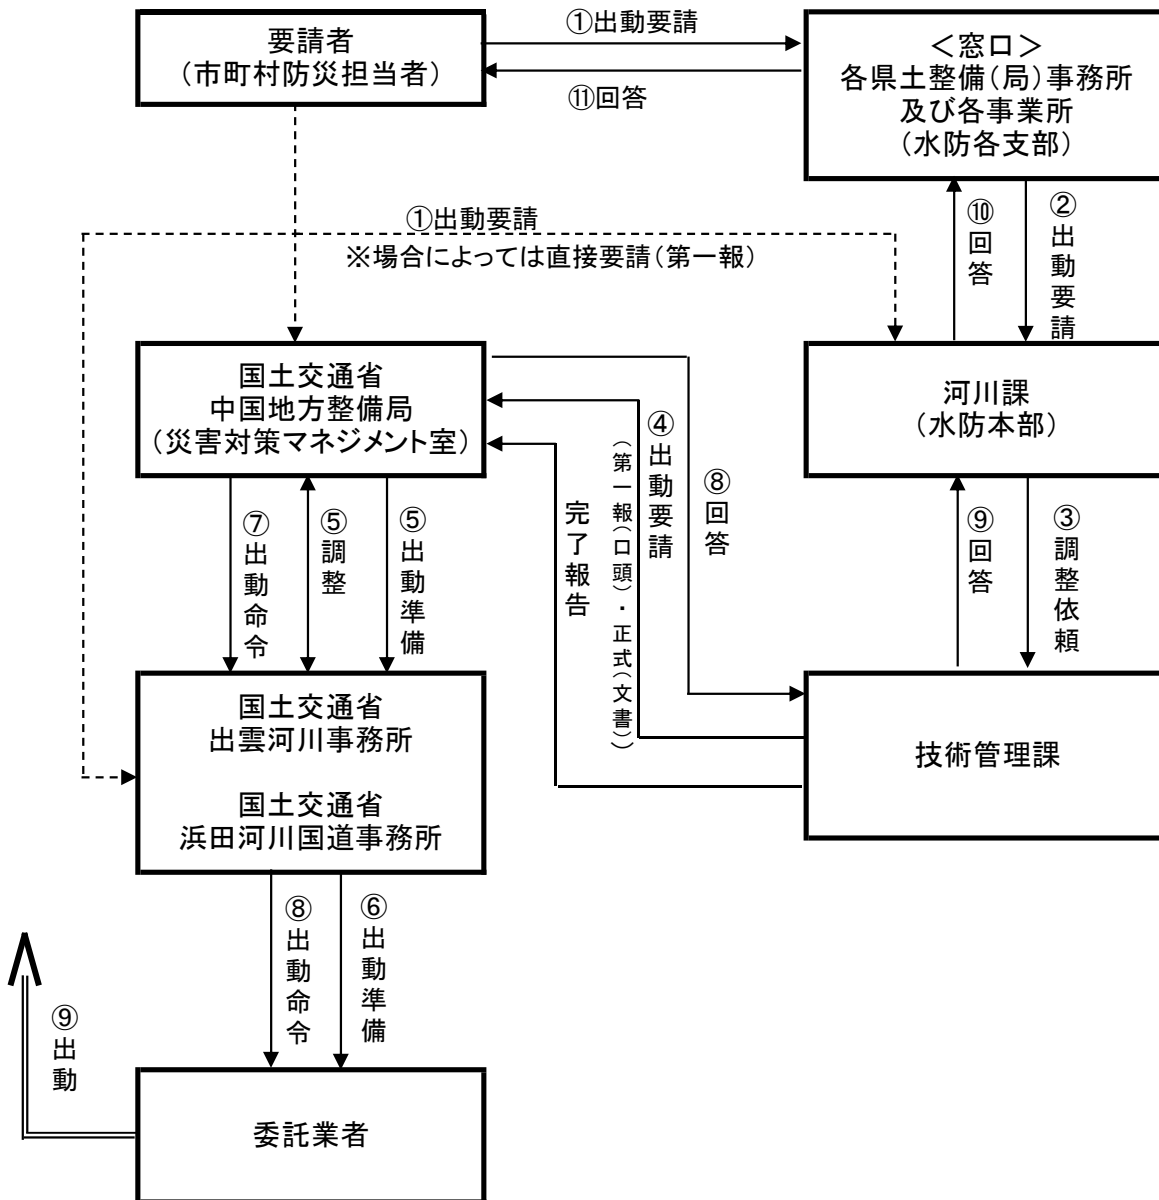 ①出動要請
要請者
（市町村防災担当者）
＜窓口＞
各県土整備（局）事務所
及び各事業所
（水防各支部）
⑪回答
①出動要請
※場合によっては直接要請（第一報）
⑩回答
②出動要請
国土交通省
中国地方整備局
（災害対策マネジメント室）
河川課
（水防本部）
⑦出動命令
⑤調整
⑤出動準備
完了報告
④出動要請
（第一報（口頭）・正式（文書））
⑧回答
⑨回答
③調整依頼
国土交通省
出雲河川事務所
国土交通省
浜田河川国道事務所
技術管理課
⑧出動命令
⑥出動準備
⑨出動
委託業者